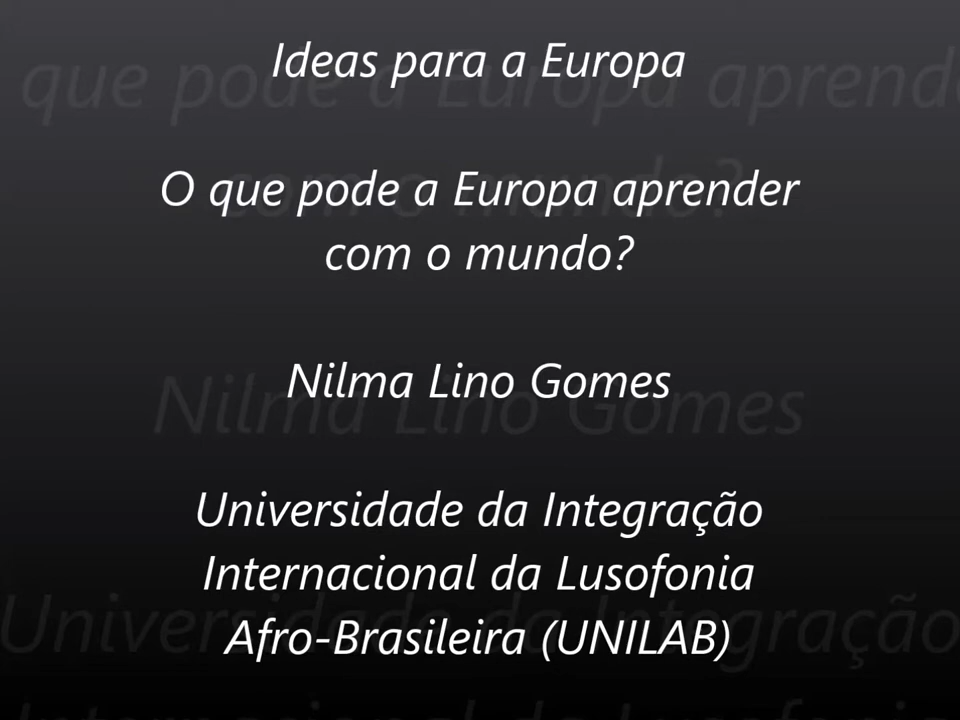 Ideas para a Europa
O que pode a Europa aprender
com o mundo?
Nilma Lino Gomes
Universidade da Integração
Internacional da Lusofonia
Afro-Brasileira (UNILAB)